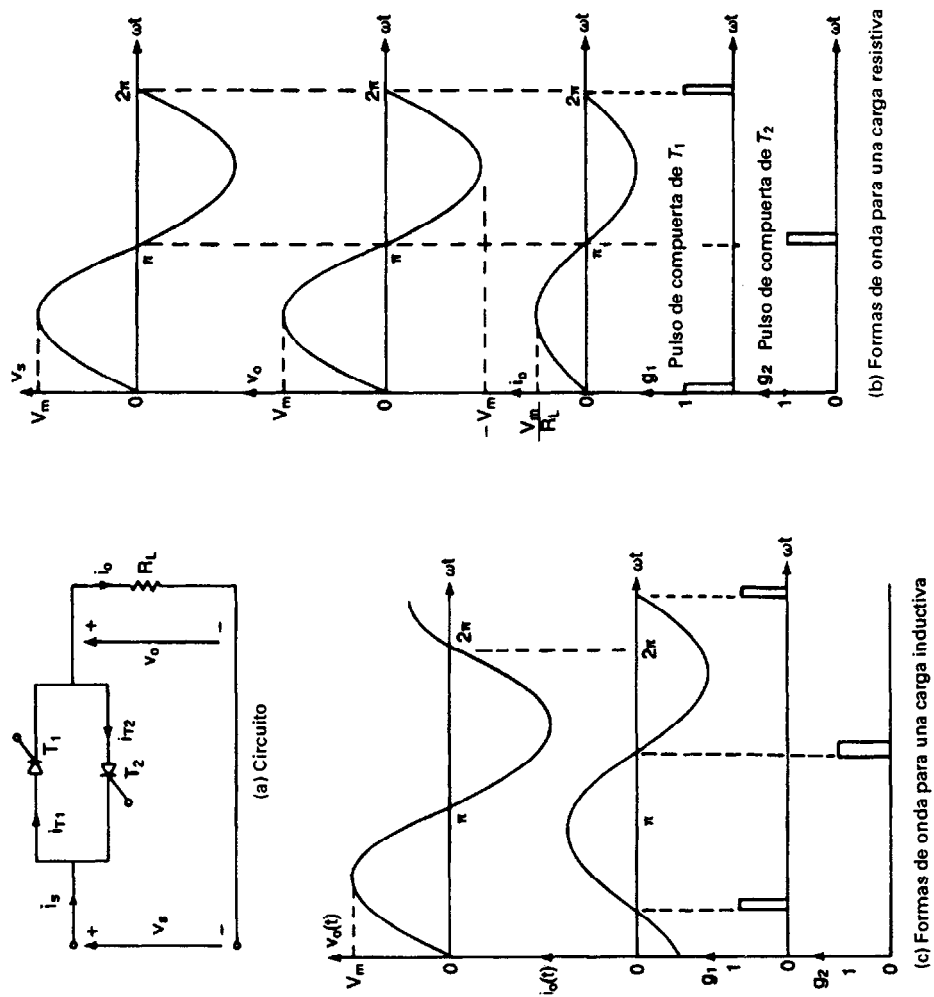 i_s
i_T1
T_1
T_2
i_T2
+
v_s
-
+
v_o
-
i_o
R_L
(a) Circuito
v_s
V_m
0
π
2π
ωt
v_o
V_m
0
π
2π
ωt
-V_m
i_o
V_m
R_L
0
π
2π
ωt
g_1
1
Pulso de compuerta de T_1
ωt
g_2
1
Pulso de compuerta de T_2
0
ωt
(b) Formas de onda para una carga resistiva
v_o(t)
V_m
0
π
2π
ωt
i_o(t)
0
π
2π
ωt
g_1
1
0
ωt
g_2
1
0
(c) Formas de onda para una carga inductiva